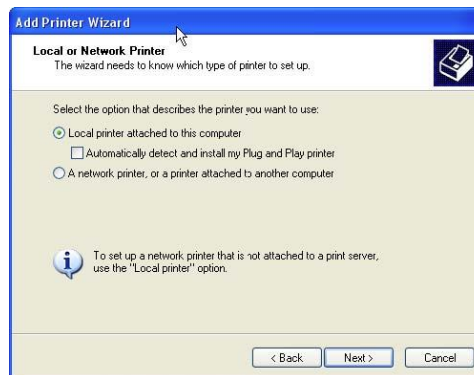 Add Printer Wizard
Local or Network Printer
The wizard needs to know which type of printer to set up.
Select the option that describes the printer you want to use:
Local printer attached to this computer
Automatically detect and install my Plug and Play printer
A network printer, or a printer attached to another computer
To set up a network printer that is not attached to a print server,
use the "Local printer" option.
< Back
Next >
Cancel